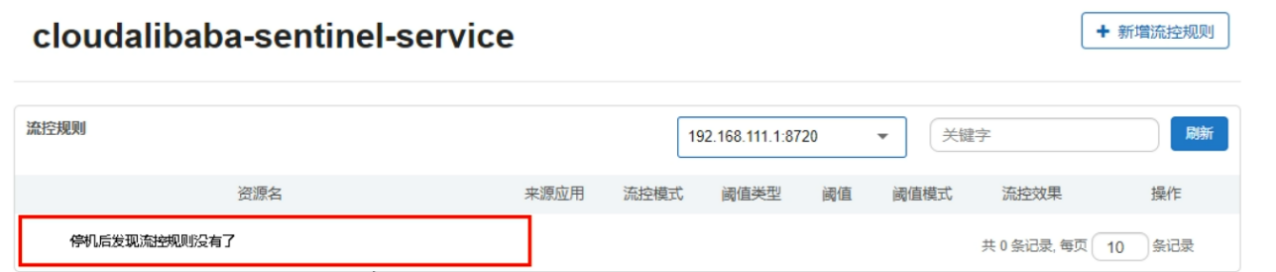 cloudalibaba-sentinel-service
+ 新增流控规则
流控规则 192.168.111.1:8720 关键字 刷新
资源名 来源应用 流控模式 阈值类型 阈值 阈值模式 流控效果 操作
停机后发现流控规则没有了 共 0 条记录, 每页 10 条记录